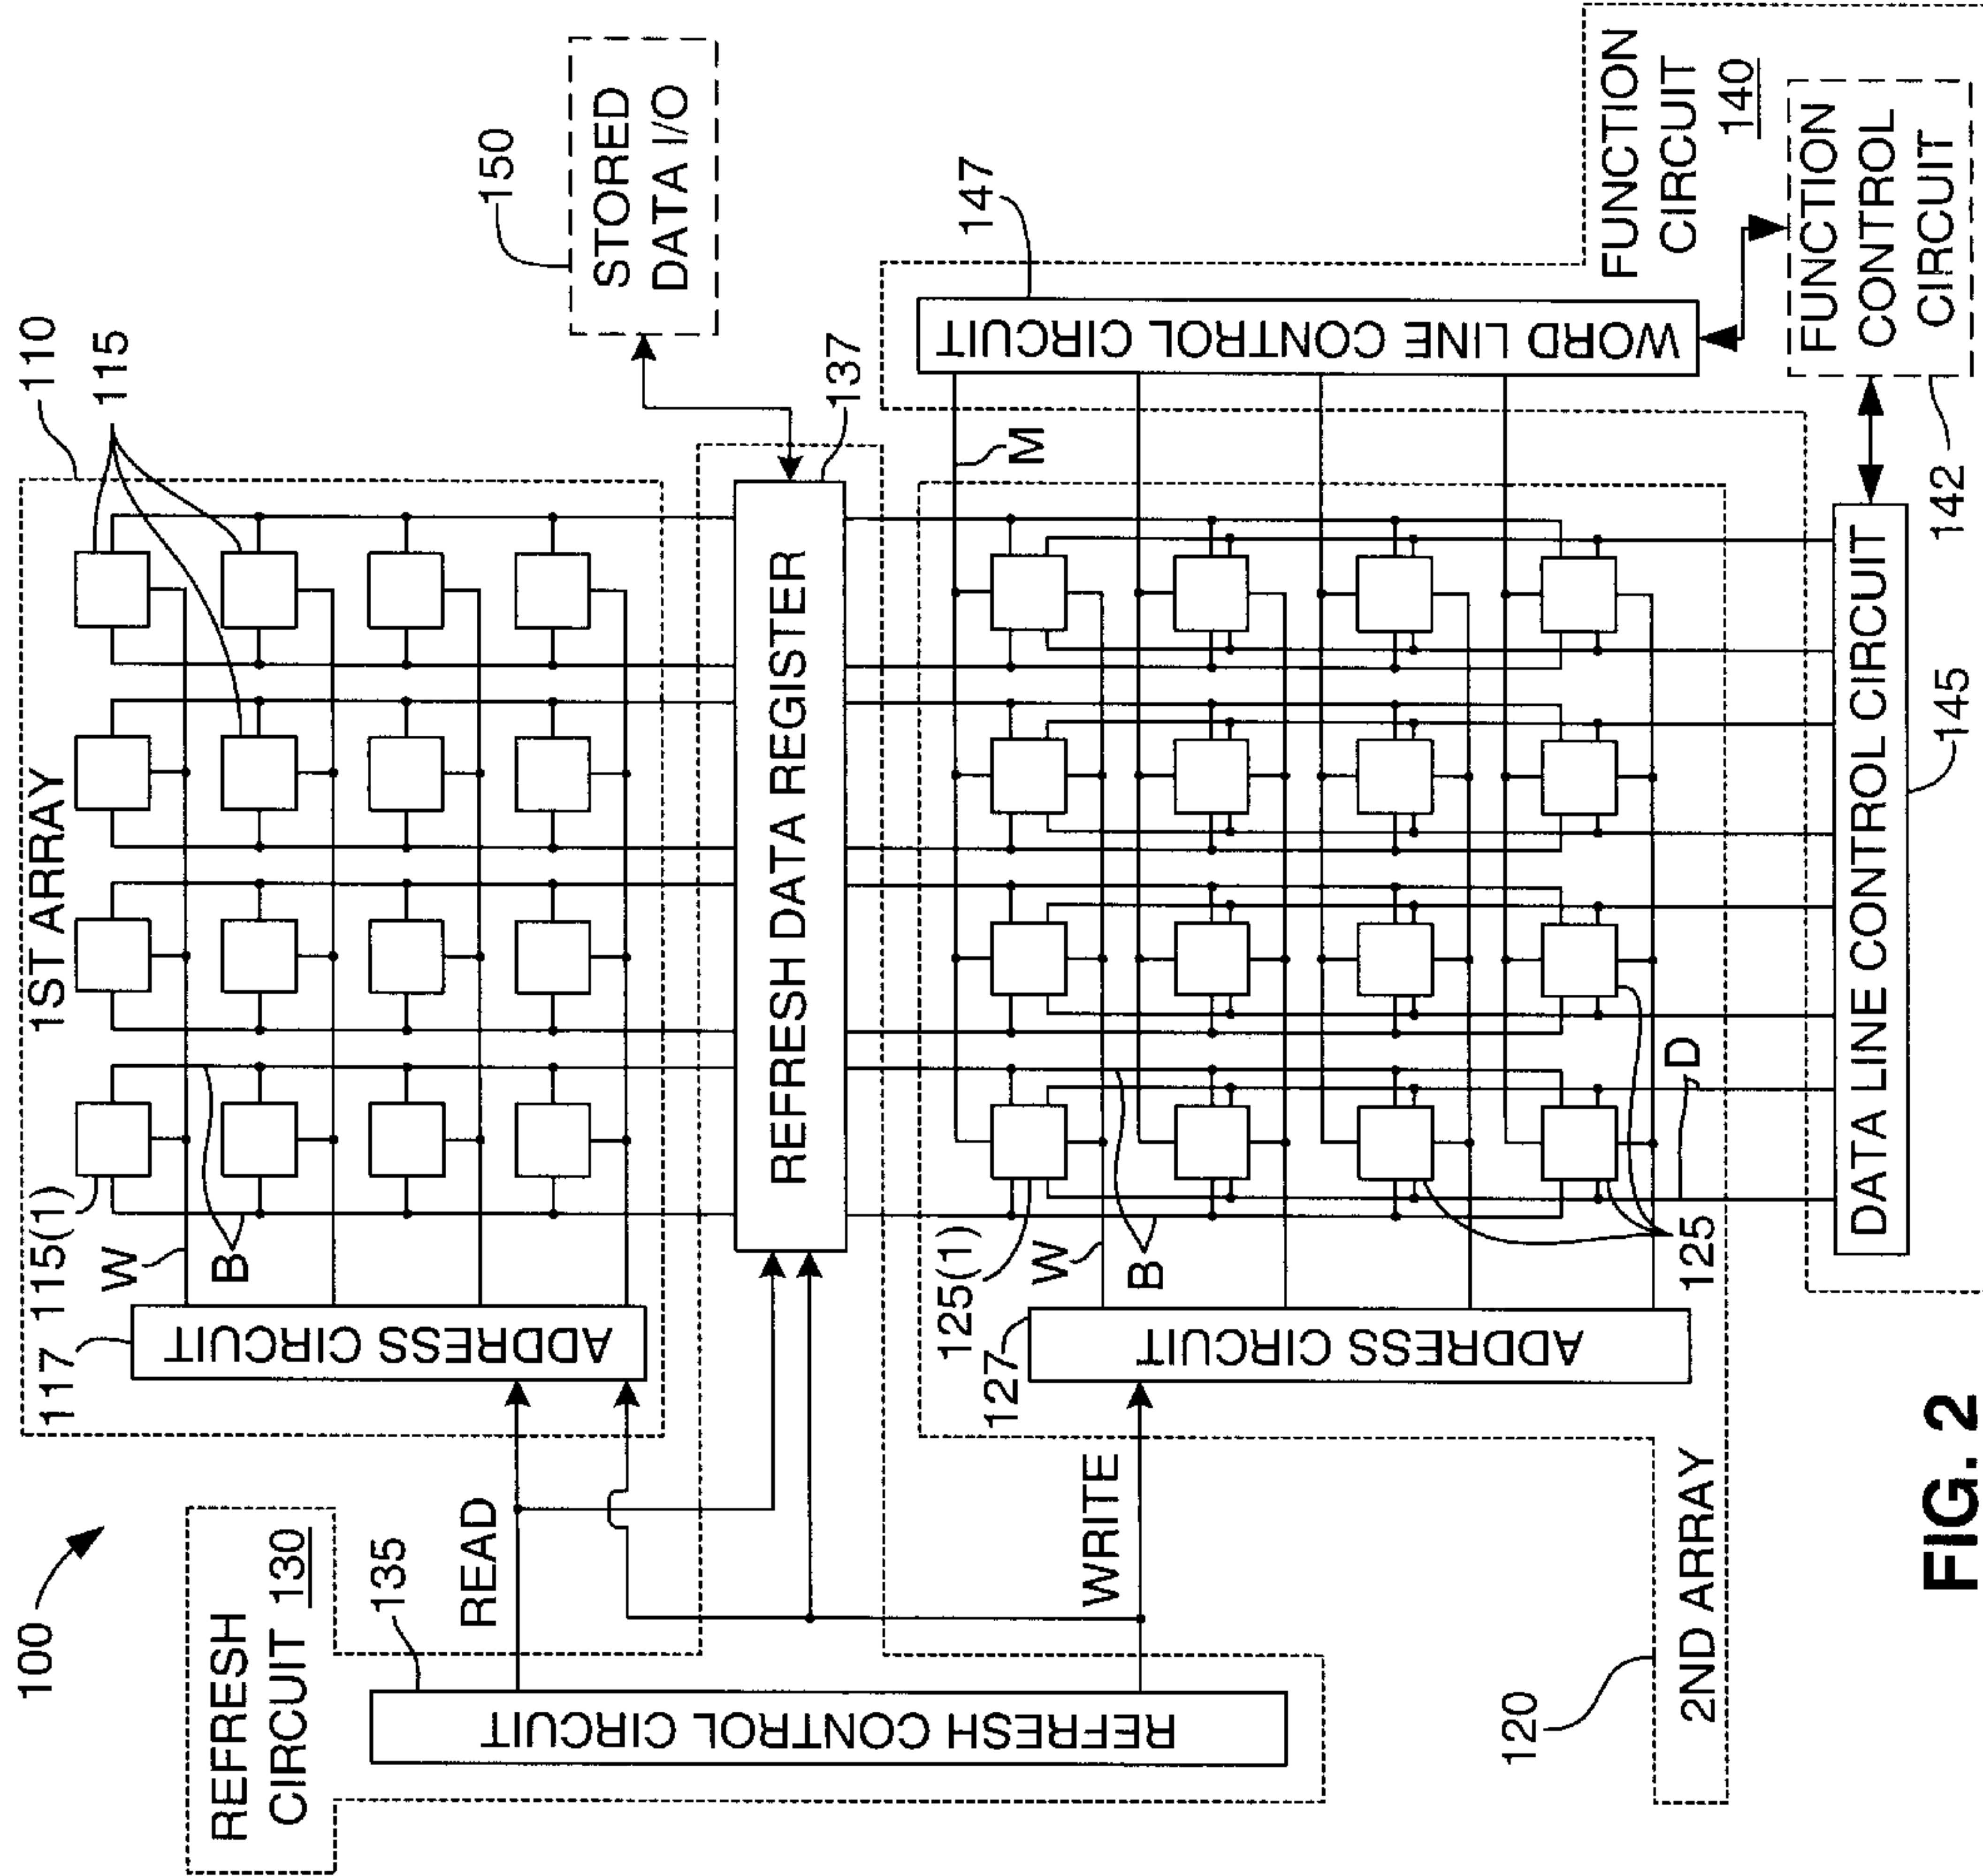 100
REFRESH
CIRCUIT 130
135
REFRESH CONTROL CIRCUIT
READ
WRITE
120
2ND ARRAY
110
1ST ARRAY
115
115(1)
117
W
B
ADDRESS CIRCUIT
150
STORED
DATA I/O
137
REFRESH DATA REGISTER
125(1)
127
W
B
ADDRESS CIRCUIT
M
147
WORD LINE CONTROL CIRCUIT
FUNCTION
CIRCUIT
140
FUNCTION
CONTROL
CIRCUIT
142
125
D
DATA LINE CONTROL CIRCUIT
145
FIG. 2